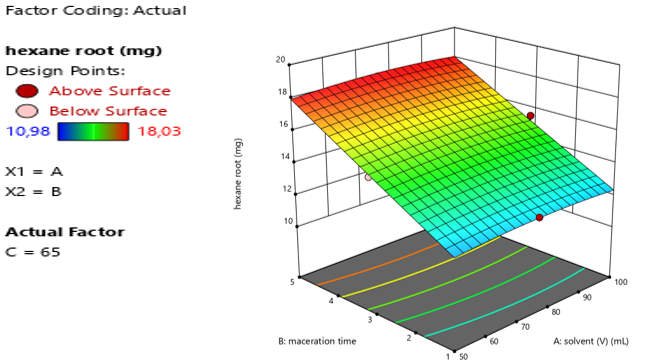 Factor Coding: Actual
hexane root (mg)
Design Points:
Above Surface
Below Surface
10,98 18,03
X1 = A
X2 = B
Actual Factor
C = 65
hexane root (mg)
20
18
16
14
12
10
5
4
3
2
1
50
60
70
80
90
100
B: maceration time
A: solvent (V) (mL)